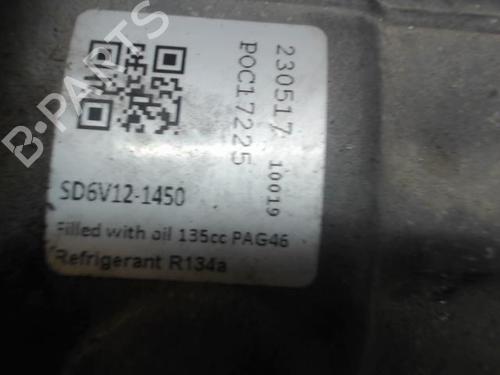 230517 10019
POC17225
SD6V12-1450
Filled with oil 135cc PAG46
Refrigerant R134a
B-PARTS